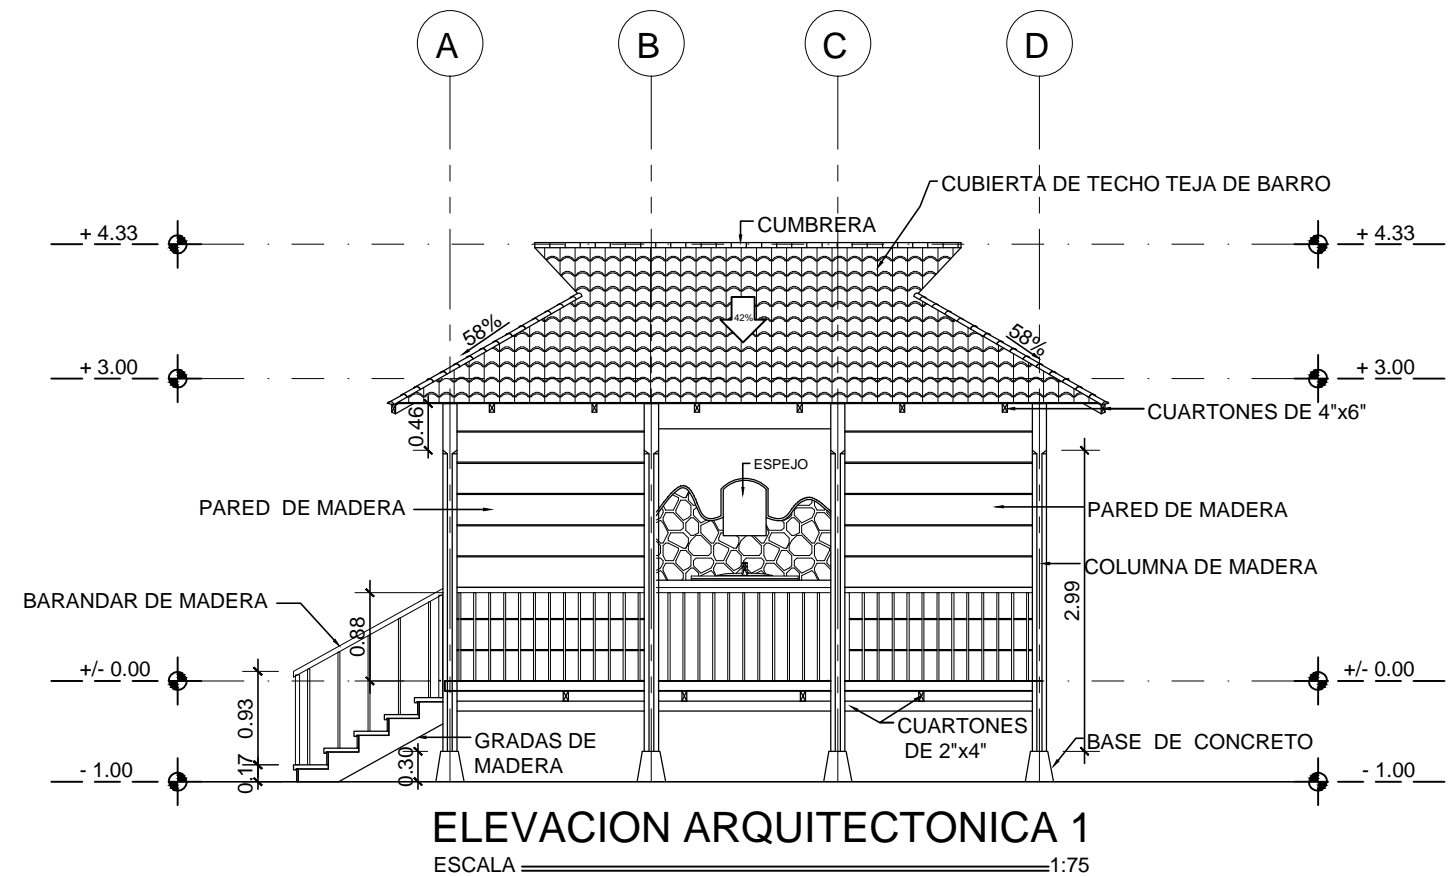 A
B
C
D
CUBIERTA DE TECHO TEJA DE BARRO
CUMBRERA
+ 4.33
+ 4.33
42%
58%
58%
+ 3.00
+ 3.00
0.46
CUARTONES DE 4"x6"
ESPEJO
PARED DE MADERA
PARED DE MADERA
COLUMNA DE MADERA
2.99
BARANDAR DE MADERA
0.88
+/- 0.00
+/- 0.00
0.93
CUARTONES
DE 2"x4"
GRADAS DE
MADERA
BASE DE CONCRETO
0.30
0.17
- 1.00
- 1.00
ELEVACION ARQUITECTONICA 1
ESCALA 1:75